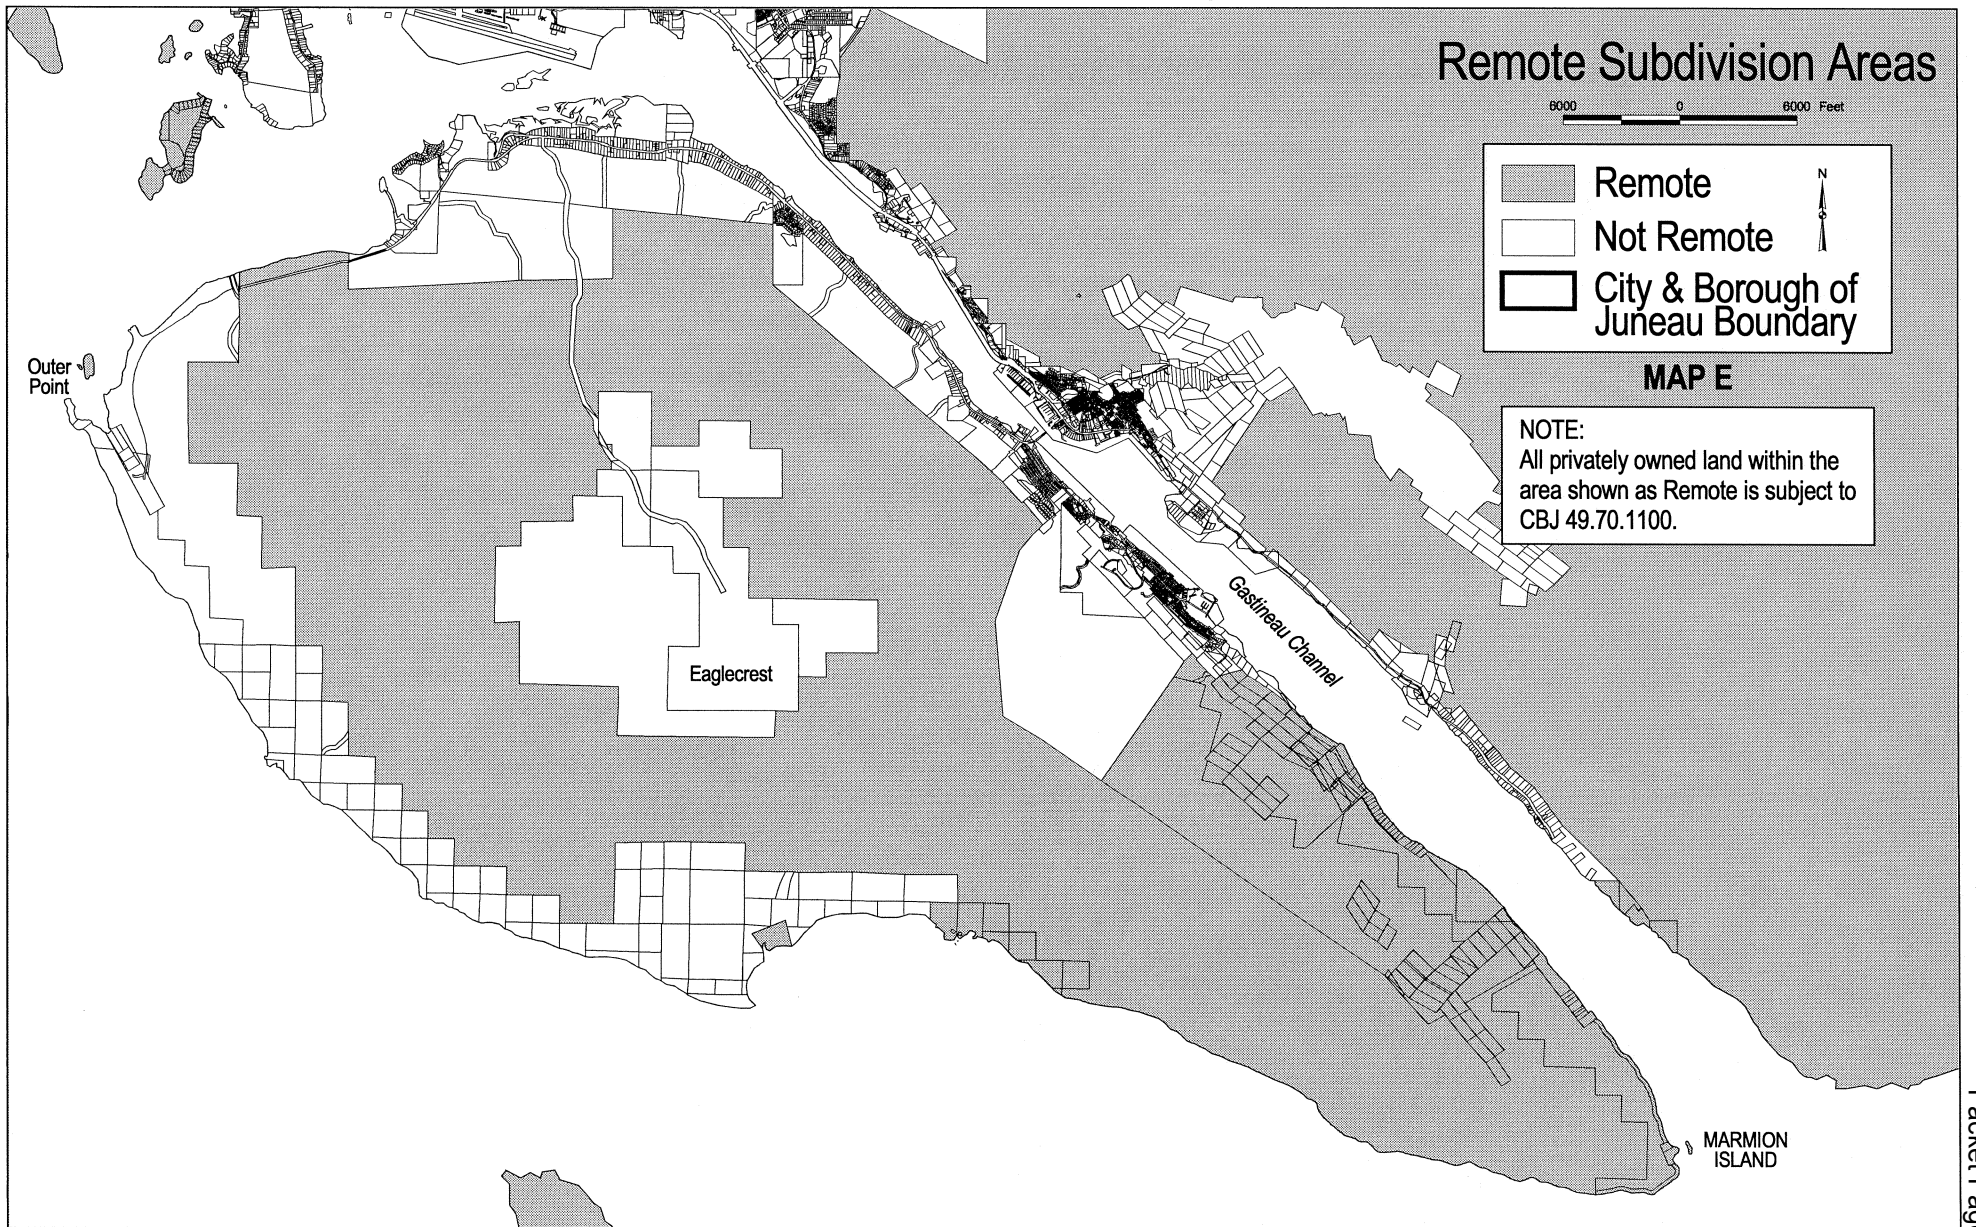 Remote Subdivision Areas
6000 0 6000 Feet
Remote
N
Not Remote
City & Borough of
Juneau Boundary
MAP E
NOTE:
All privately owned land within the
area shown as Remote is subject to
CBJ 49.70.1100.
Outer
Point
Gastineau Channel
Eaglecrest
MARMION
ISLAND